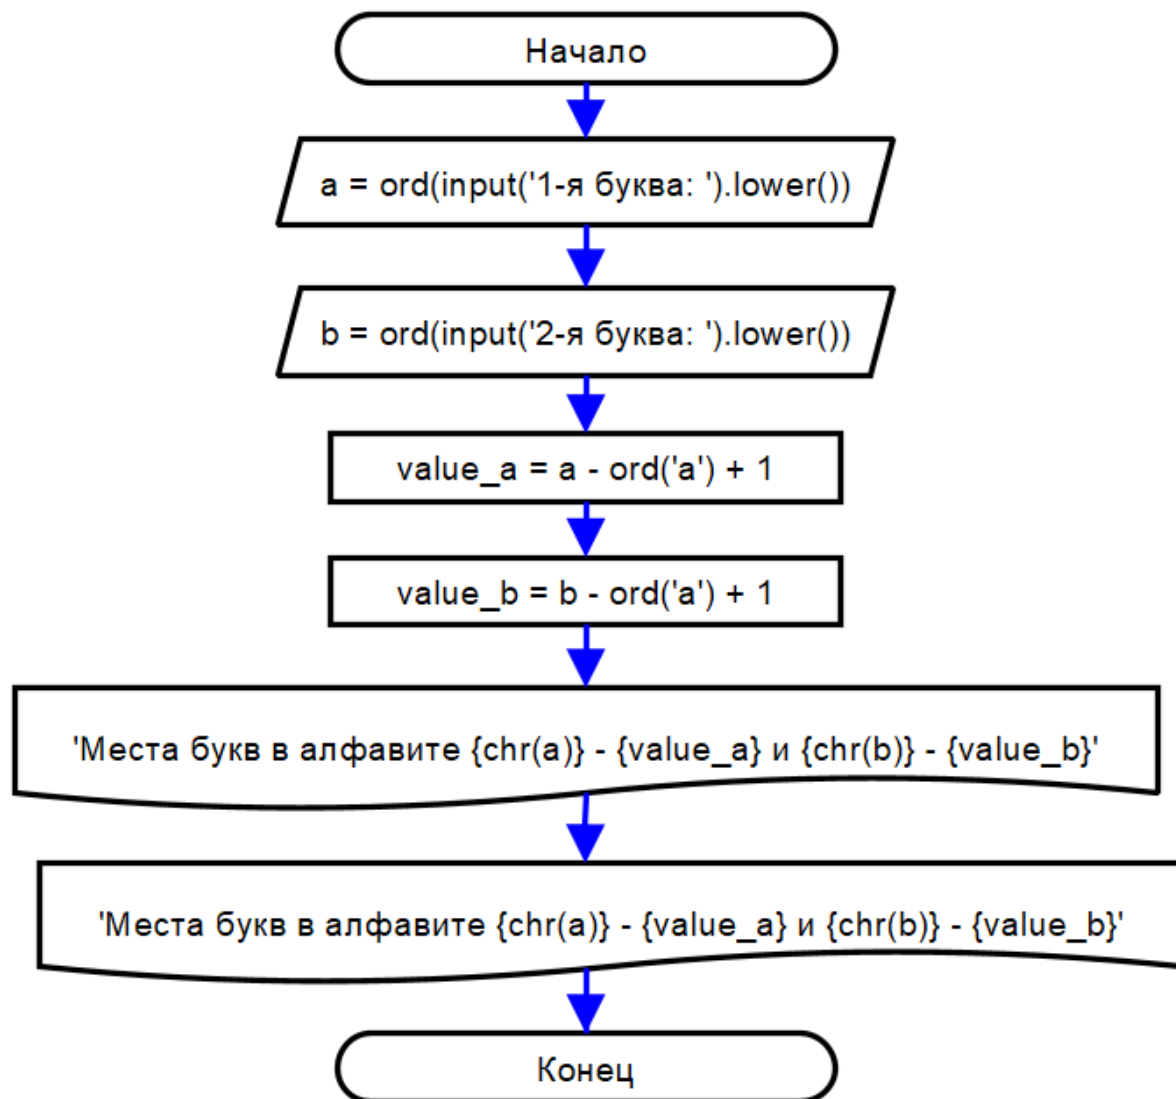 Начало
a = ord(input('1-я буква: ').lower())
b = ord(input('2-я буква: ').lower())
value_a = a - ord('a') + 1
value_b = b - ord('a') + 1
'Места букв в алфавите {chr(a)} - {value_a} и {chr(b)} - {value_b}'
'Места букв в алфавите {chr(a)} - {value_a} и {chr(b)} - {value_b}'
Конец